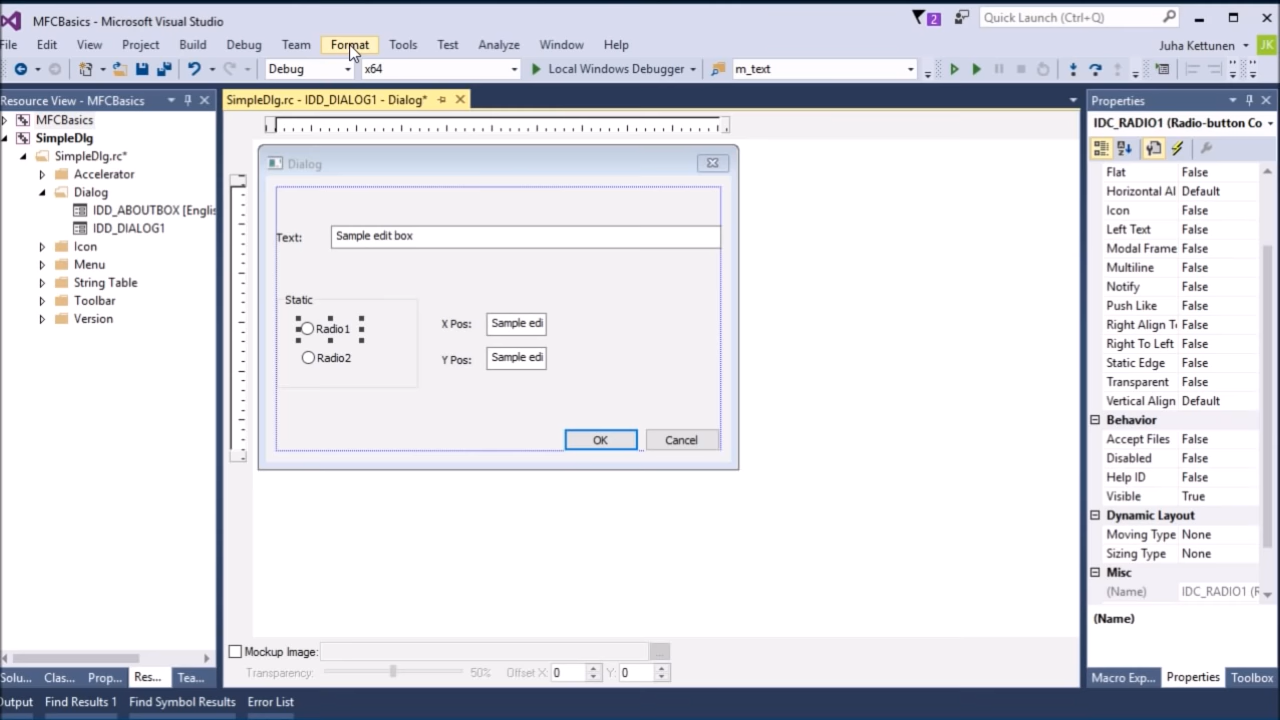 MFCBasics - Microsoft Visual Studio
2
Quick Launch (Ctrl+Q)
File Edit View Project Build Debug Team Format Tools Test Analyze Window Help
Juha Kettunen
JK
Debug
x64
Local Windows Debugger
m_text
Resource View - MFCBasics
SimpleDlg.rc - IDD_DIALOG1 - Dialog*
Properties
MFCBasics
SimpleDlg
SimpleDlg.rc*
Accelerator
Dialog
IDD_ABOUTBOX [Englis
IDD_DIALOG1
Icon
Menu
String Table
Toolbar
Version
Dialog
Text:
Sample edit box
Static
Radio1
Radio2
X Pos:
Sample edi
Y Pos:
Sample edi
OK
Cancel
Mockup Image:
...
Transparency:
50%
Offset X:
0
Y:
0
IDC_RADIO1 (Radio-button Co
Flat False
Horizontal Al Default
Icon False
Left Text False
Modal Frame False
Multiline False
Notify False
Push Like False
Right Align T False
Right To Left False
Static Edge False
Transparent False
Vertical Align Default
Behavior
Accept Files False
Disabled False
Help ID False
Visible True
Dynamic Layout
Moving Type None
Sizing Type None
Misc
(Name) IDC_RADIO1 (R
(Name)
Solu... Clas... Prop... Res... Tea...
Macro Exp... Properties Toolbox
Output Find Results 1 Find Symbol Results Error List